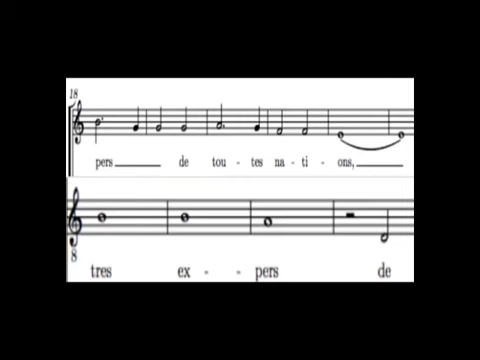 18
pers de tou - tes na - ti - ons,
8
tres ex - - pers de